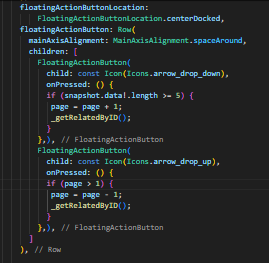 floatingActionButtonLocation:
FloatingActionButtonLocation.centerDocked,
floatingActionButton: Row(
mainAxisAlignment: MainAxisAlignment.spaceAround,
children: [
FloatingActionButton(
child: const Icon(Icons.arrow_drop_down),
onPressed: () {
if (snapshot.data!.length >= 5) {
page = page + 1;
_getRelatedByID();
}
},), // FloatingActionButton
FloatingActionButton(
child: const Icon(Icons.arrow_drop_up),
onPressed: () {
if (page > 1) {
page = page - 1;
_getRelatedByID();
}
},), // FloatingActionButton
]
), // Row